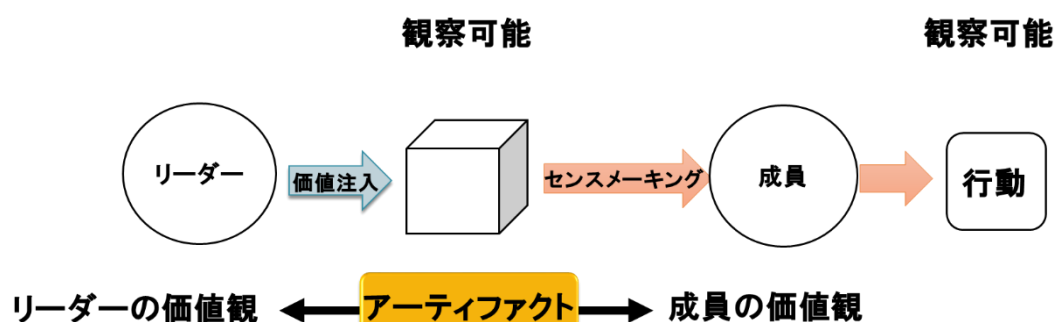 観察可能
観察可能
リーダー
価値注入
センスメーキング
成員
行動
リーダーの価値観
アーティファクト
成員の価値観